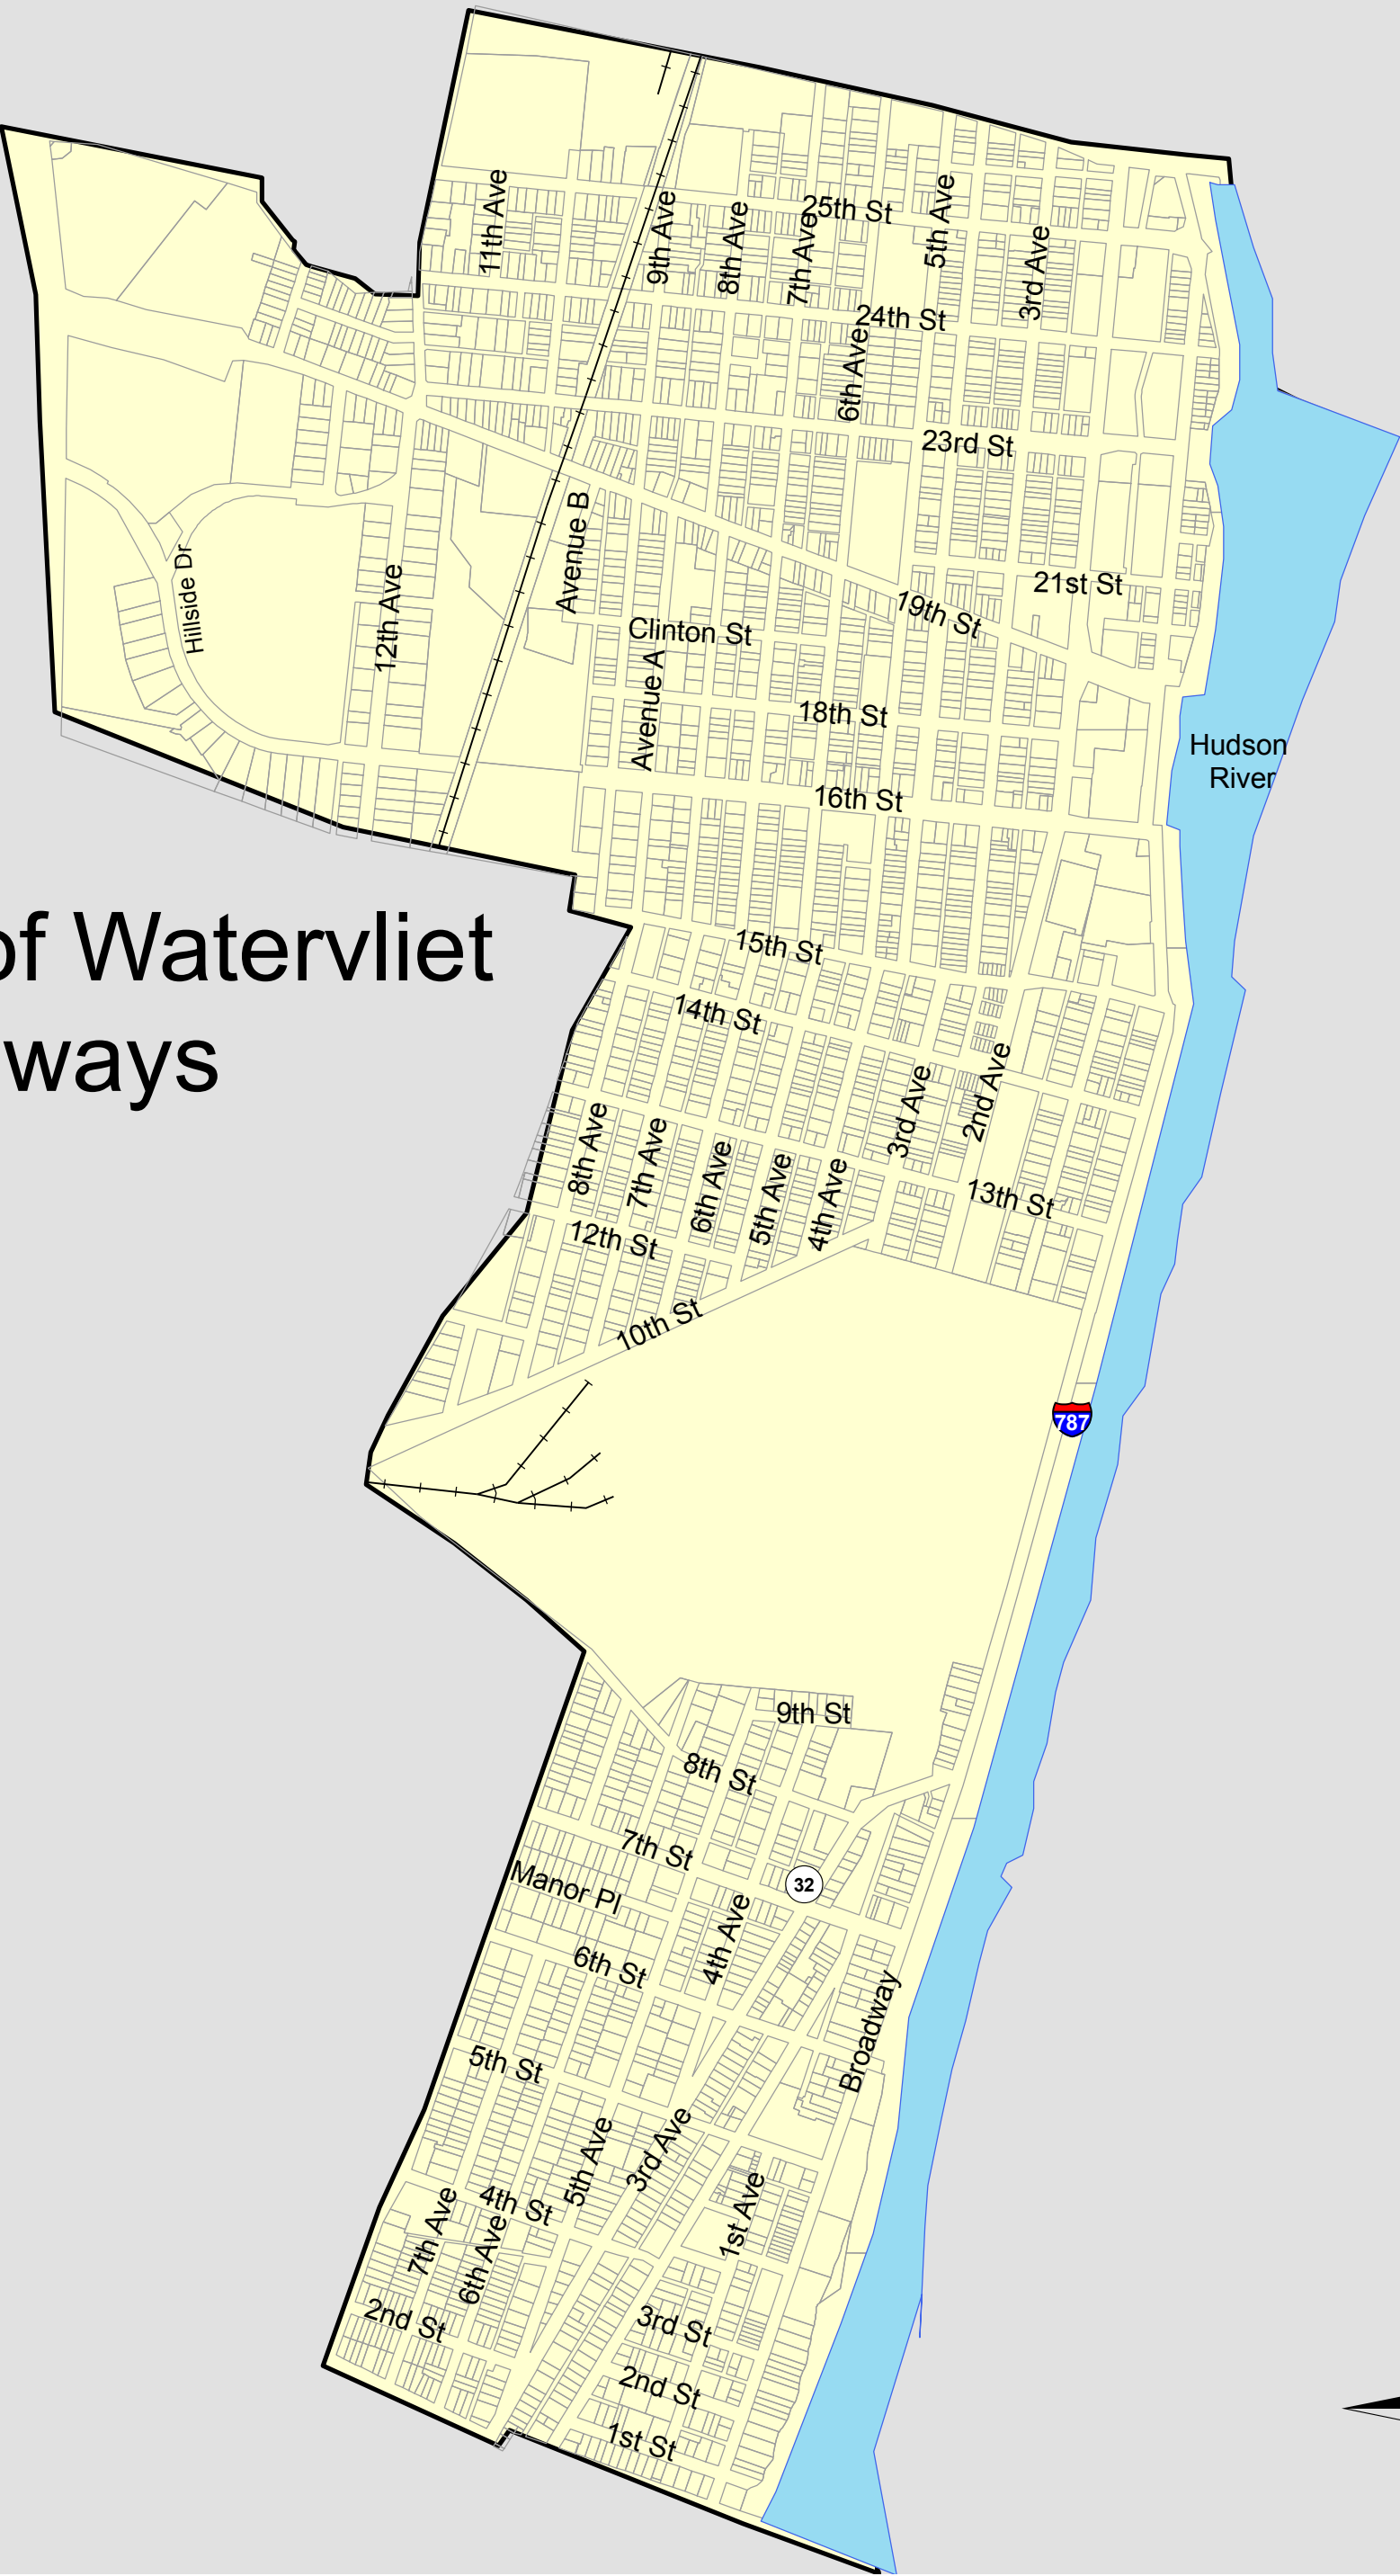 11th Ave
9th Ave
8th Ave
7th Ave
25th St
5th Ave
3rd Ave
24th St
6th Ave
23rd St
Avenue B
Hillside Dr
12th Ave
21st St
19th St
Clinton St
Avenue A
18th St
Hudson
River
16th St
of Watervliet
ways
15th St
14th St
3rd Ave
2nd Ave
8th Ave
7th Ave
6th Ave
5th Ave
4th Ave
13th St
12th St
10th St
787
9th St
8th St
7th St
Manor Pl
32
4th Ave
6th St
Broadway
5th St
5th Ave
3rd Ave
1st Ave
4th St
7th Ave
6th Ave
2nd St
3rd St
2nd St
1st St